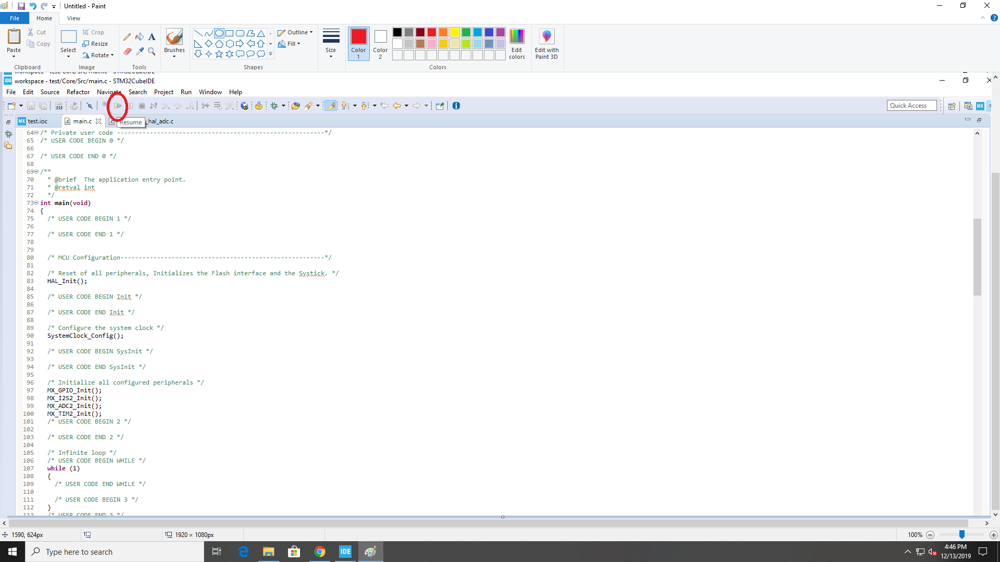 Untitled - Paint
File Home View
Cut Crop
Copy Resize
Paste Select Rotate Brushes
Outline
Fill
Size
Color 1
Color 2
Edit colors
Edit with Paint 3D
Clipboard Image Tools Shapes Colors
IDE workspace - test/Core/Src/main.c - STM32CubeIDE
File Edit Source Refactor Navigate Search Project Run Window Help
010
Quick Access
MX
MX test.ioc
.c main.c
.c
Resume
_hal_adc.c
64 /* Private user code ---------------------------------------------------------*/
65 /* USER CODE BEGIN 0 */
66
67 /* USER CODE END 0 */
68
69 /**
70 * @brief  The application entry point.
71 * @retval int
72 */
73 int main(void)
74 {
75 /* USER CODE BEGIN 1 */
76
77 /* USER CODE END 1 */
78
79
80 /* MCU Configuration--------------------------------------------------------*/
81
82 /* Reset of all peripherals, Initializes the Flash interface and the Systick. */
83 HAL_Init();
84
85 /* USER CODE BEGIN Init */
86
87 /* USER CODE END Init */
88
89 /* Configure the system clock */
90 SystemClock_Config();
91
92 /* USER CODE BEGIN SysInit */
93
94 /* USER CODE END SysInit */
95
96 /* Initialize all configured peripherals */
97 MX_GPIO_Init();
98 MX_I2S2_Init();
99 MX_ADC2_Init();
100 MX_TIM2_Init();
101 /* USER CODE BEGIN 2 */
102
103 /* USER CODE END 2 */
104
105 /* Infinite loop */
106 /* USER CODE BEGIN WHILE */
107 while (1)
108 {
109 /* USER CODE END WHILE */
110
111 /* USER CODE BEGIN 3 */
112 }
113 /* USER CODE END 3 */
1590, 624px
1920 × 1080px
100%
Type here to search
IDE
4:46 PM
12/13/2019